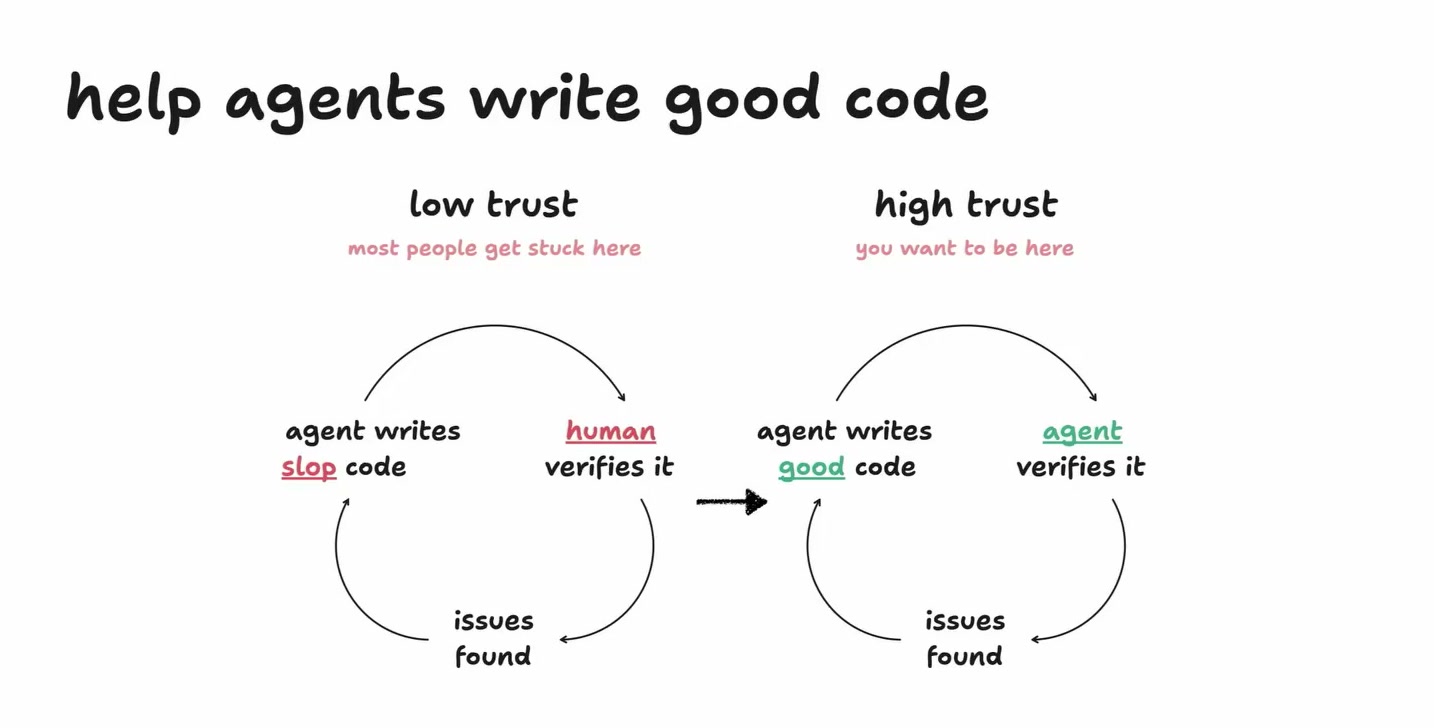 help agents write good code
low trust
most people get stuck here
agent writes
slop code
human
verifies it
issues
found
high trust
you want to be here
agent writes
good code
agent
verifies it
issues
found